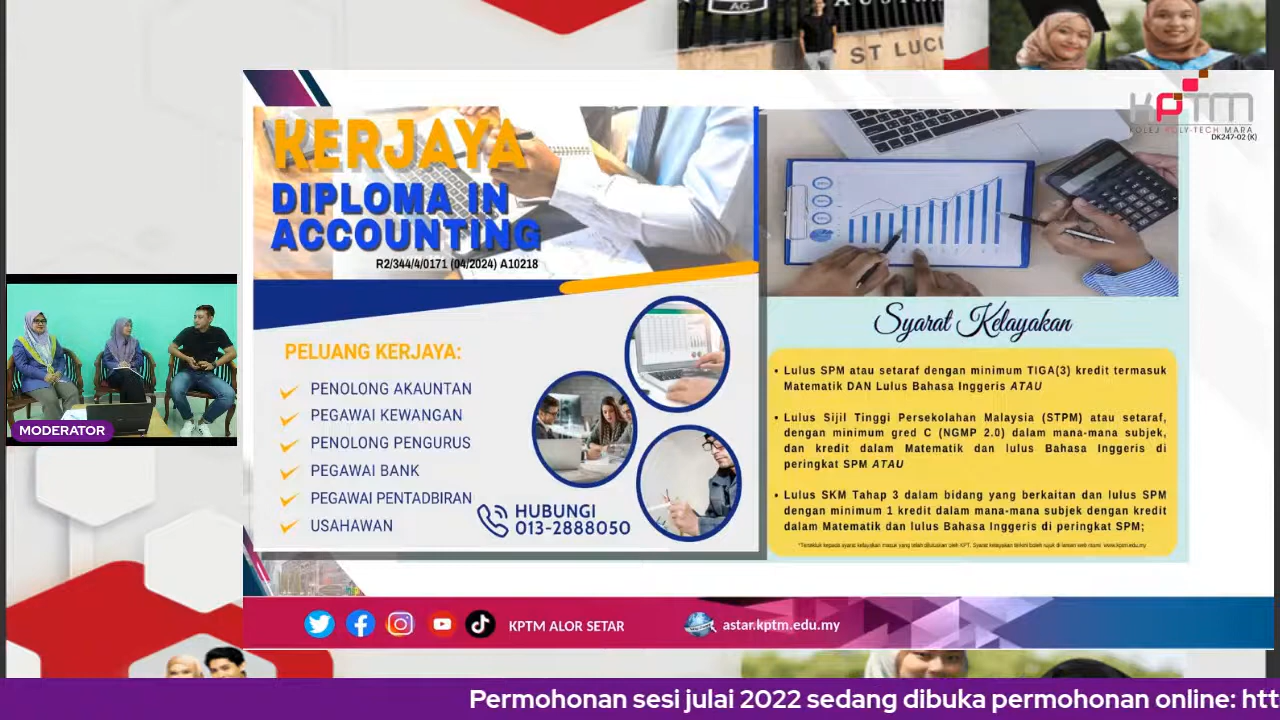 AC
ST LUCI
KPTM
KOLEJ POLY-TECH MARA
DK247-02 (K)
KERJAYA
DIPLOMA IN
ACCOUNTING
R2/344/4/0171 (04/2024) A10218
PELUANG KERJAYA:
PENOLONG AKAUNTAN
PEGAWAI KEWANGAN
PENOLONG PENGURUS
PEGAWAI BANK
PEGAWAI PENTADBIRAN
USAHAWAN
HUBUNGI
013-2888050
Syarat Kelayakan
• Lulus SPM atau setaraf dengan minimum TIGA(3) kredit termasuk
Matematik DAN Lulus Bahasa Inggeris ATAU
• Lulus Sijil Tinggi Persekolahan Malaysia (STPM) atau setaraf,
dengan minimum gred C (NGMP 2.0) dalam mana-mana subjek,
dan kredit dalam Matematik dan lulus Bahasa Inggeris di
peringkat SPM ATAU
• Lulus SKM Tahap 3 dalam bidang yang berkaitan dan lulus SPM
dengan minimum 1 kredit dalam mana-mana subjek dengan kredit
dalam Matematik dan lulus Bahasa Inggeris di peringkat SPM;
MODERATOR
KPTM ALOR SETAR
astar.kptm.edu.my
Permohonan sesi julai 2022 sedang dibuka permohonan online: htt